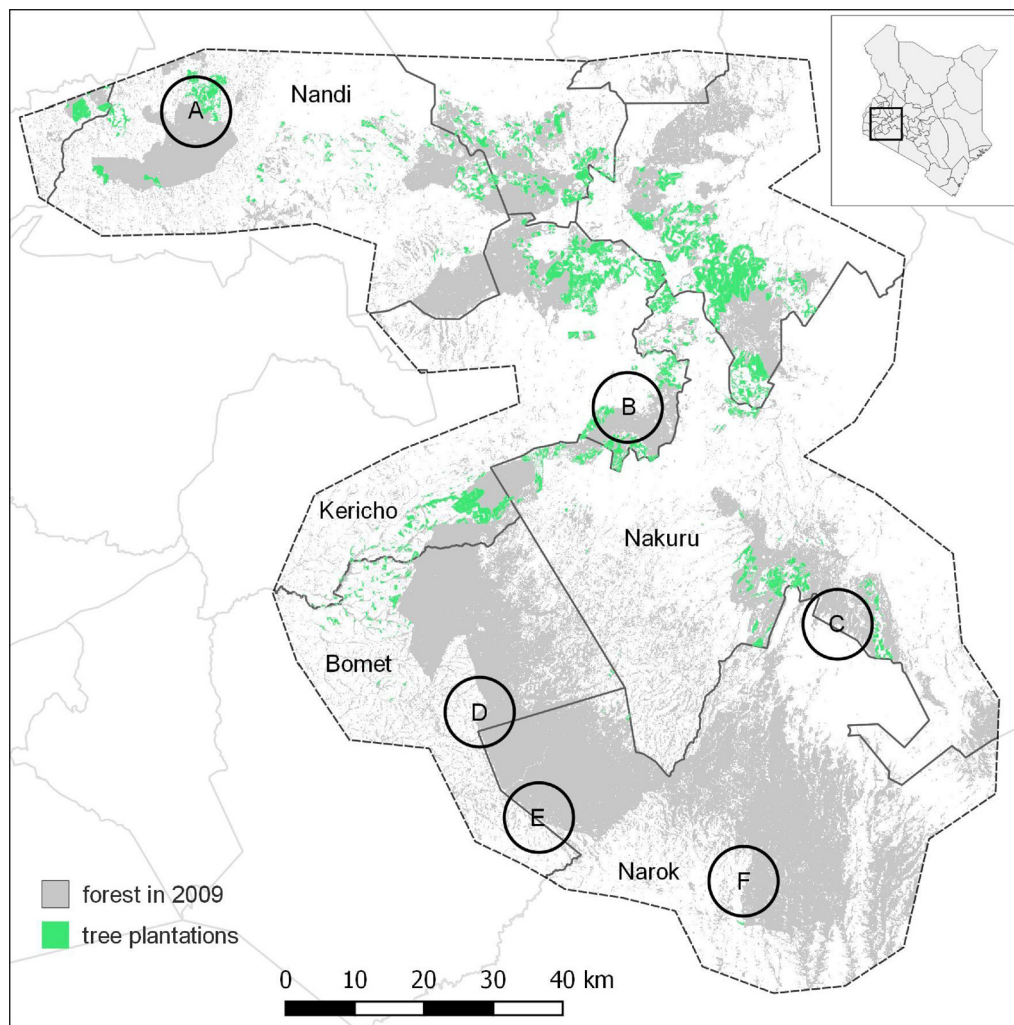 Nandi
A
B
Kericho
Nakuru
C
Bomet
D
E
Narok
F
forest in 2009
tree plantations
0 10 20 30 40 km